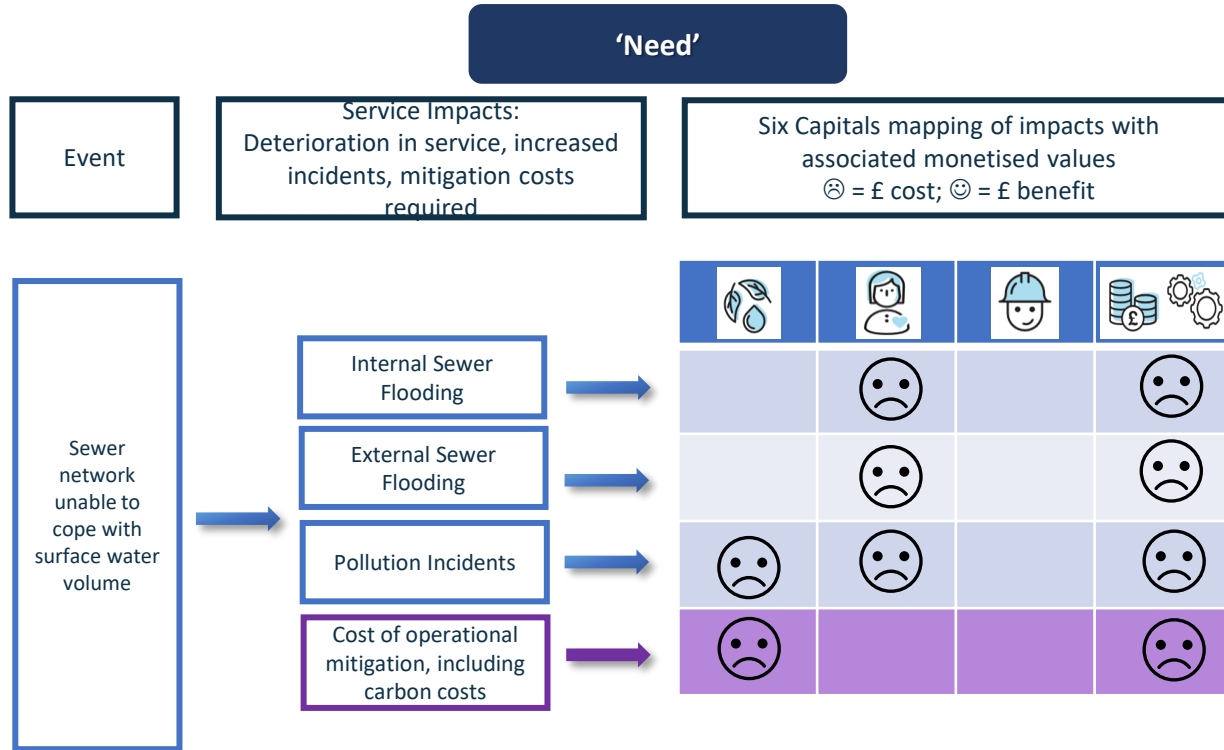 ‘Need’
Event
Service Impacts:
Deterioration in service, increased
incidents, mitigation costs
required
Six Capitals mapping of impacts with
associated monetised values
☹ = £ cost; ☺ = £ benefit
£
Sewer
network
unable to
cope with
surface water
volume
Internal Sewer
Flooding
External Sewer
Flooding
Pollution Incidents
Cost of operational
mitigation, including
carbon costs